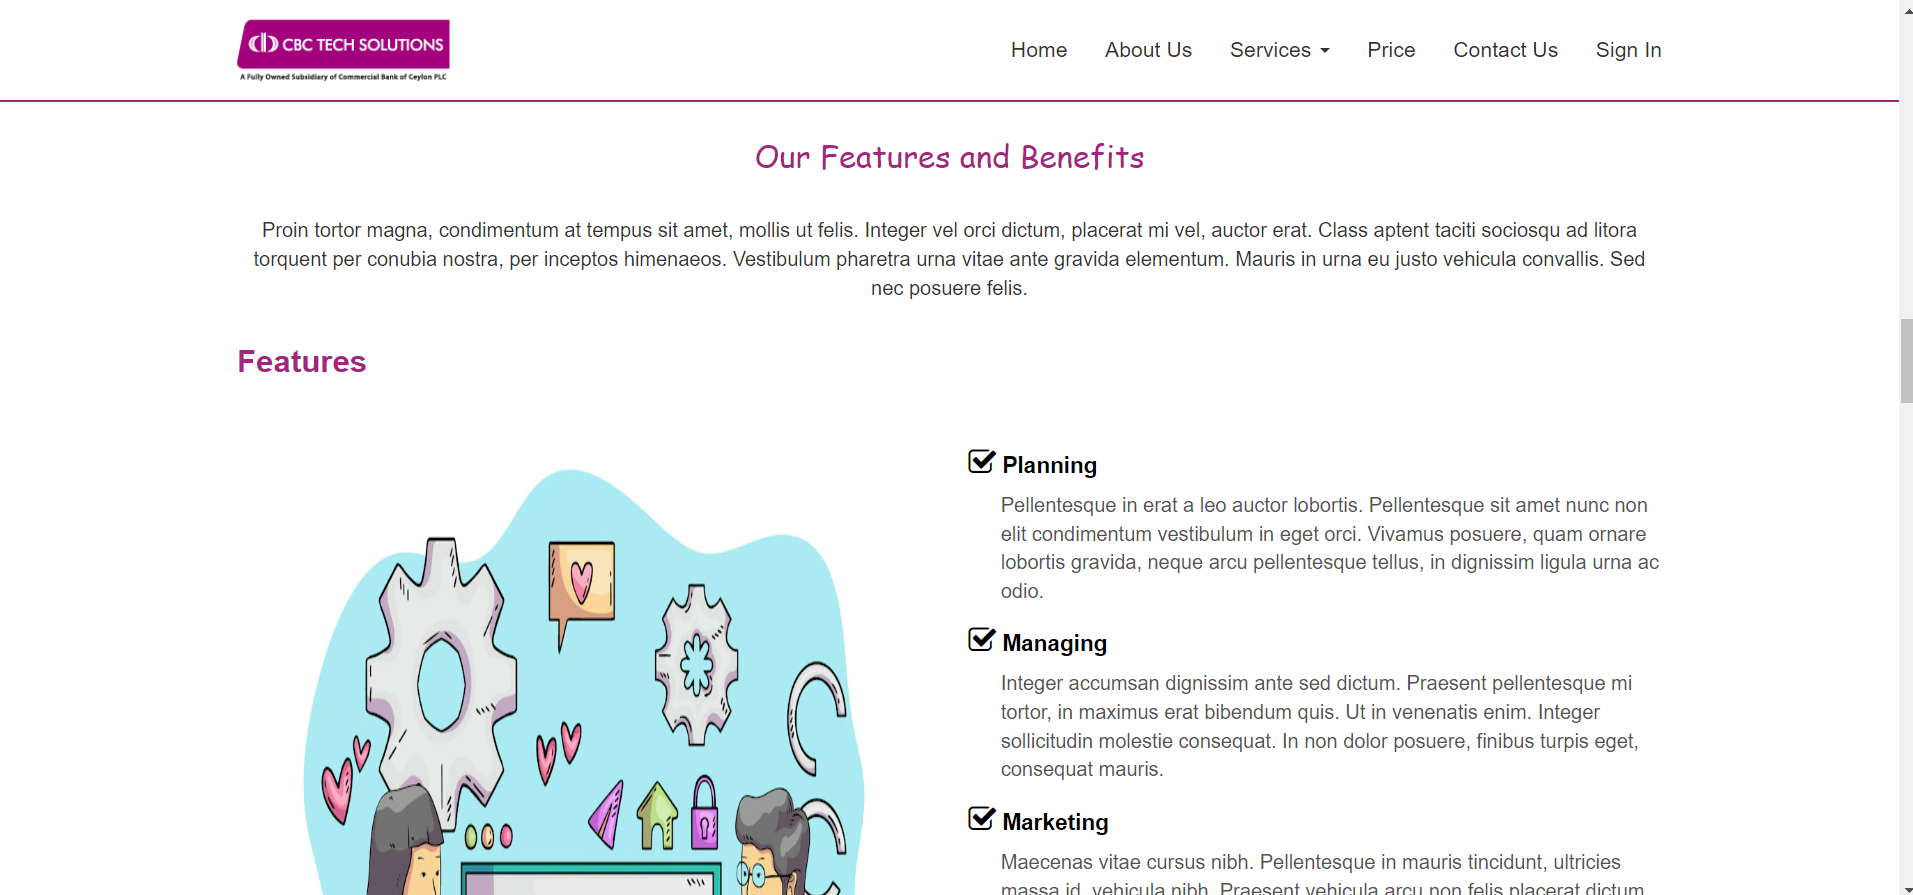 CBC TECH SOLUTIONS
A Fully Owned Subsidiary of Commercial Bank of Ceylon PLC
Home About Us Services Price Contact Us Sign In
Our Features and Benefits
Proin tortor magna, condimentum at tempus sit amet, mollis ut felis. Integer vel orci dictum, placerat mi vel, auctor erat. Class aptent taciti sociosqu ad litora
torquent per conubia nostra, per inceptos himenaeos. Vestibulum pharetra urna vitae ante gravida elementum. Mauris in urna eu justo vehicula convallis. Sed
nec posuere felis.
Features
Planning
Pellentesque in erat a leo auctor lobortis. Pellentesque sit amet nunc non
elit condimentum vestibulum in eget orci. Vivamus posuere, quam ornare
lobortis gravida, neque arcu pellentesque tellus, in dignissim ligula urna ac
odio.
Managing
Integer accumsan dignissim ante sed dictum. Praesent pellentesque mi
tortor, in maximus erat bibendum quis. Ut in venenatis enim. Integer
sollicitudin molestie consequat. In non dolor posuere, finibus turpis eget,
consequat mauris.
Marketing
Maecenas vitae cursus nibh. Pellentesque in mauris tincidunt, ultricies
massa id, vehicula nibh. Praesent vehicula arcu non felis placerat dictum